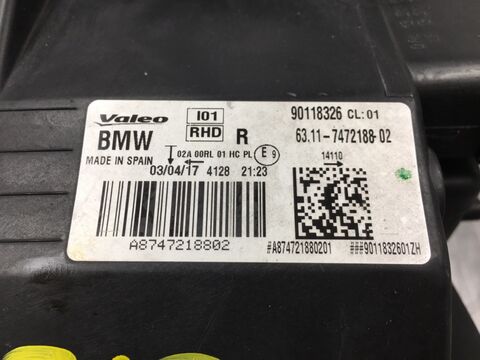 Valeo
I01
RHD
R
BMW
MADE IN SPAIN
02A 00RL 01 HC PL E 9
03/04/17 4128 21:23
A8747218802
90118326 CL:01
63.11-7472188-02
14110
#A874721880201
###9011832601ZH